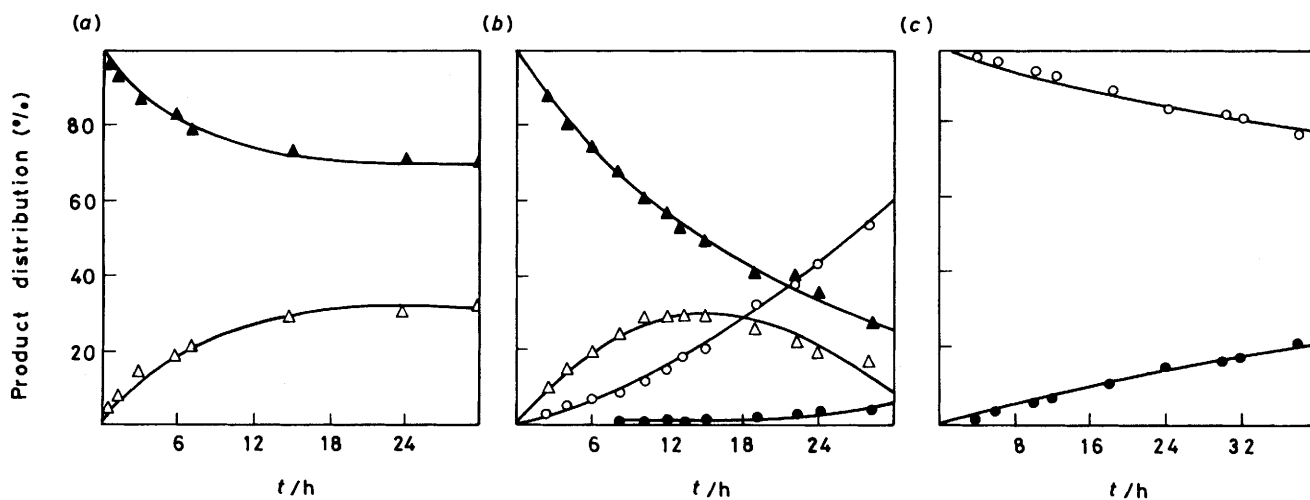 (a)
(b)
(c)
Product distribution (%)
80
60
40
20
6 12 18 24
6 12 18 24
8 16 24 32
t/h
t/h
t/h